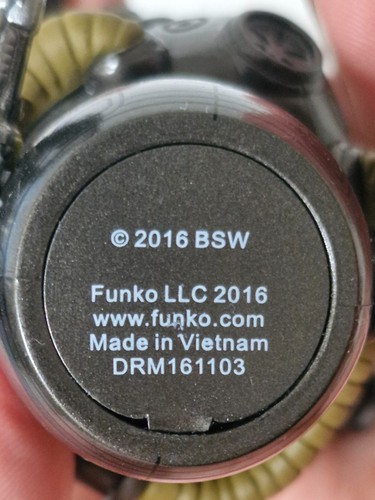 © 2016 BSW
Funko LLC 2016
www.funko.com
Made in Vietnam
DRM161103